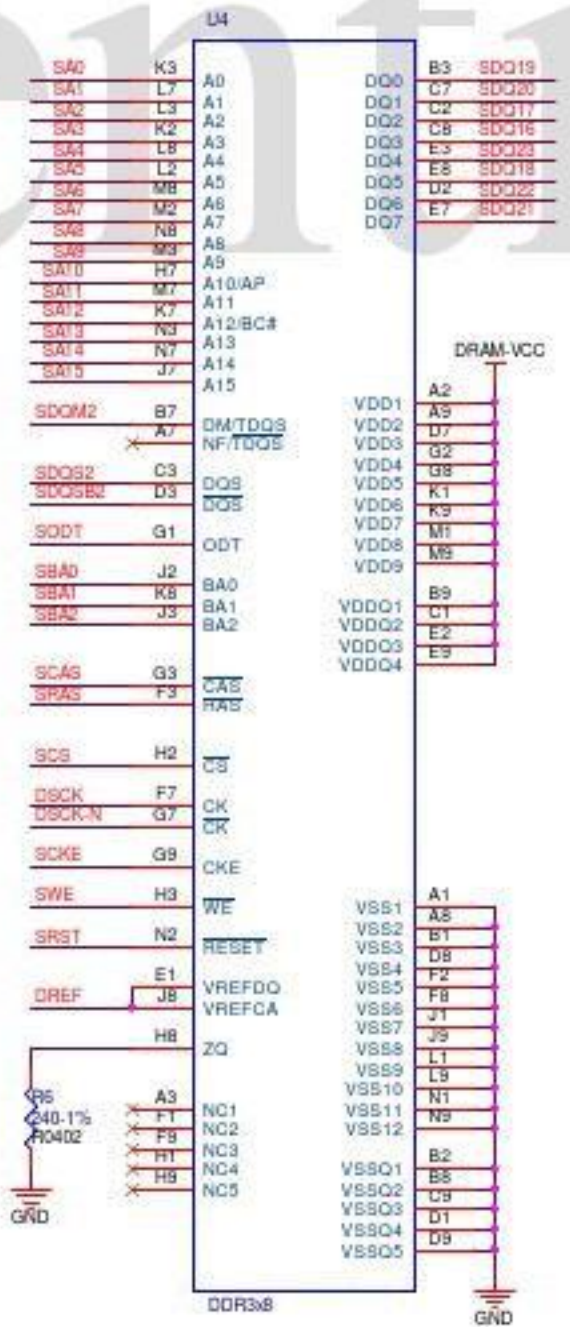 entr
U4
SA0 K3 A0
SA1 L7 A1
SA2 L3 A2
SA3 K2 A3
SA4 L8 A4
SA5 L2 A5
SA6 M8 A6
SA7 M2 A7
SA8 N8 A8
SA9 M3 A9
SA10 H7 A10/AP
SA11 M7 A11
SA12 K7 A12/BC#
SA13 N3 A13
SA14 N7 A14
SA15 J7 A15
SDQM2 B7 DM/TDQS
A7 NF/TDQS
SDQS2 C3 DQS
SDQSB2 D3 DQS
SODT G1 ODT
SBA0 J2 BA0
SBA1 K8 BA1
SBA2 J3 BA2
SCAS G3 CAS
SRAS F3 RAS
SCS H2 CS
DSCK F7 CK
DSCK-N G7 CK
SCKE G9 CKE
SWE H3 WE
SRST N2 RESET
E1 VREFDQ
DREF J8 VREFCA
H8 ZQ
R6
240-1%
R0402
GND
A3 NC1
F1 NC2
F9 NC3
H1 NC4
H9 NC5
DQ0 B3 SDQ19
DQ1 C7 SDQ20
DQ2 C2 SDQ17
DQ3 C8 SDQ16
DQ4 E3 SDQ23
DQ5 E8 SDQ18
DQ6 D2 SDQ22
DQ7 E7 SDQ21
DRAM-VCC
VDD1 A2
VDD2 A9
VDD3 D7
VDD4 G2
VDD5 G8
VDD6 K1
VDD7 K9
VDD8 M1
VDD9 M9
VDDQ1 B9
VDDQ2 C1
VDDQ3 E2
VDDQ4 E9
VSS1 A1
VSS2 A8
VSS3 B1
VSS4 D8
VSS5 F2
VSS6 F8
VSS7 J1
VSS8 J9
VSS9 L1
VSS10 L9
VSS11 N1
VSS12 N9
VSSQ1 B2
VSSQ2 B8
VSSQ3 C9
VSSQ4 D1
VSSQ5 D9
GND
DDR3x8